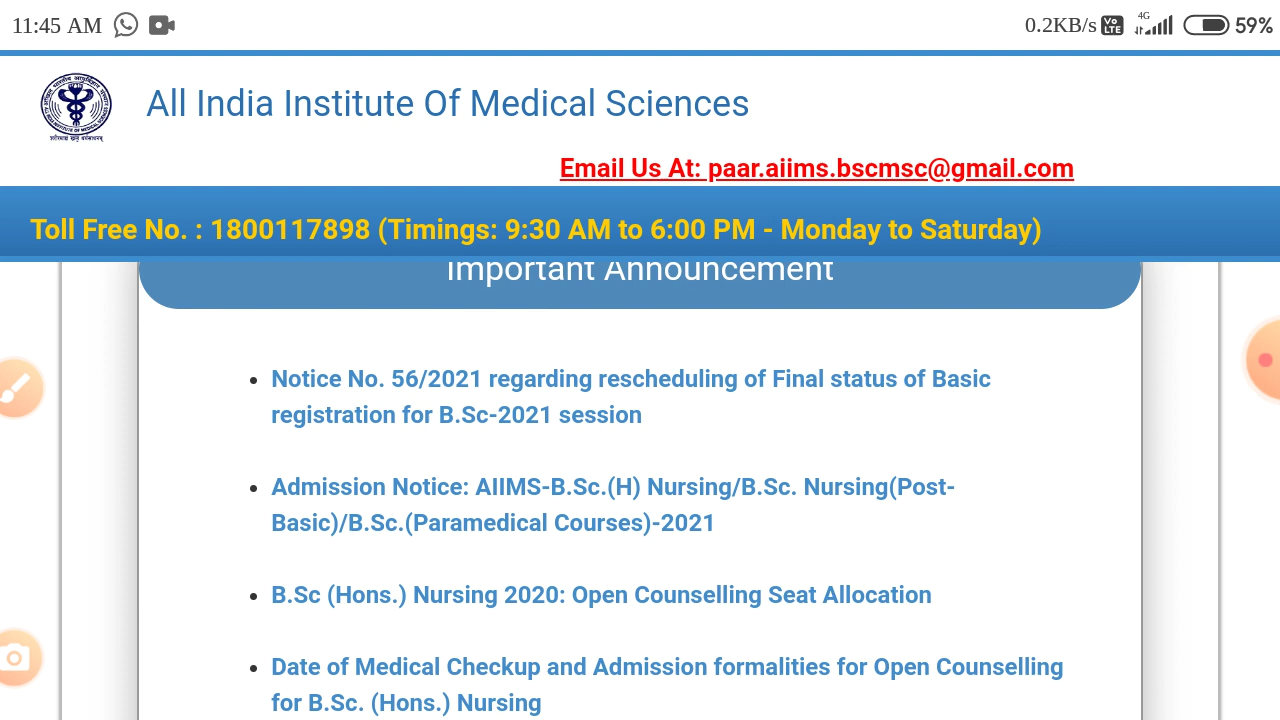 11:45 AM
0.2KB/s Vo LTE 4G 59%
All India Institute Of Medical Sciences
Email Us At: paar.aiims.bscmsc@gmail.com
Toll Free No. : 1800117898 (Timings: 9:30 AM to 6:00 PM - Monday to Saturday)
Important Announcement
Notice No. 56/2021 regarding rescheduling of Final status of Basic
registration for B.Sc-2021 session
Admission Notice: AIIMS-B.Sc.(H) Nursing/B.Sc. Nursing(Post-
Basic)/B.Sc.(Paramedical Courses)-2021
B.Sc (Hons.) Nursing 2020: Open Counselling Seat Allocation
Date of Medical Checkup and Admission formalities for Open Counselling
for B.Sc. (Hons.) Nursing